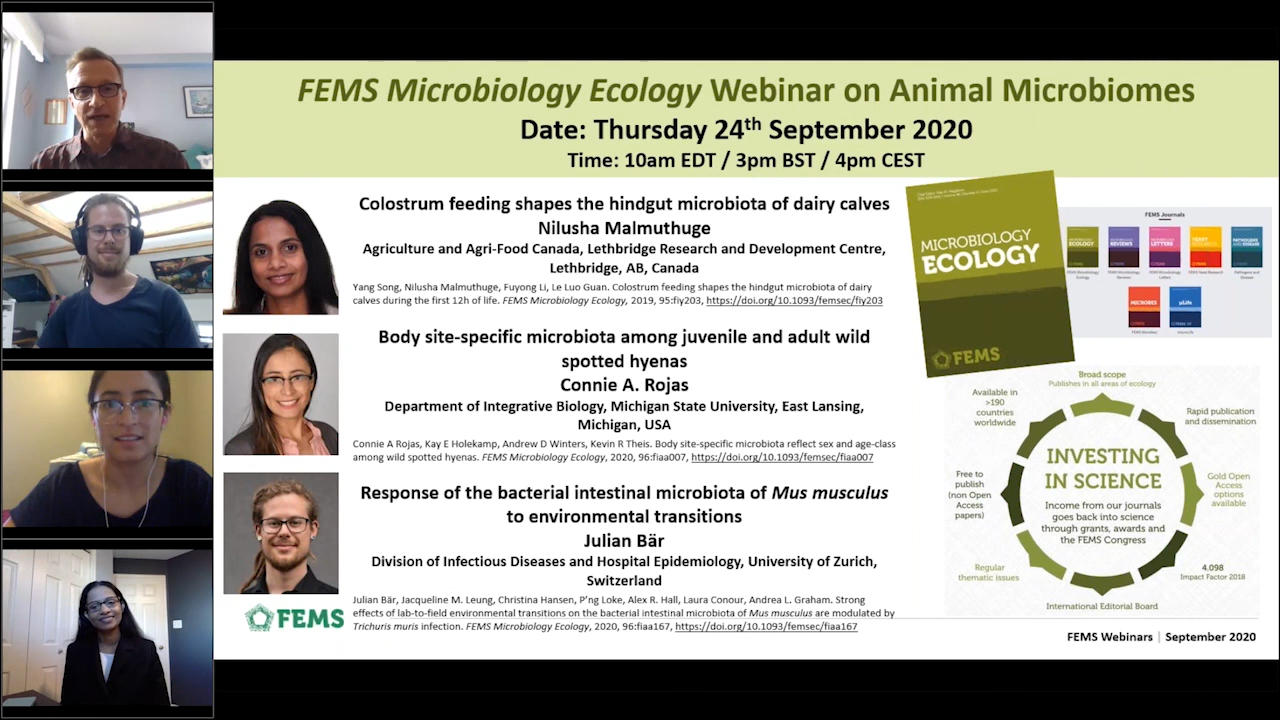 FEMS Microbiology Ecology Webinar on Animal Microbiomes
Date: Thursday 24th September 2020
Time: 10am EDT / 3pm BST / 4pm CEST
Colostrum feeding shapes the hindgut microbiota of dairy calves
Nilusha Malmuthuge
Agriculture and Agri-Food Canada, Lethbridge Research and Development Centre,
Lethbridge, AB, Canada
Yang Song, Nilusha Malmuthuge, Fuyong Li, Le Luo Guan. Colostrum feeding shapes the hindgut microbiota of dairy
calves during the first 12h of life. FEMS Microbiology Ecology, 2019, 95:fiy203, https://doi.org/10.1093/femsec/fiy203
Body site-specific microbiota among juvenile and adult wild
spotted hyenas
Connie A. Rojas
Department of Integrative Biology, Michigan State University, East Lansing,
Michigan, USA
Connie A Rojas, Kay E Holekamp, Andrew D Winters, Kevin R Theis. Body site-specific microbiota reflect sex and age-class
among wild spotted hyenas. FEMS Microbiology Ecology, 2020, 96:fiaa007, https://doi.org/10.1093/femsec/fiaa007
Response of the bacterial intestinal microbiota of Mus musculus
to environmental transitions
Julian Bär
Division of Infectious Diseases and Hospital Epidemiology, University of Zurich,
Switzerland
Julian Bär, Jacqueline M. Leung, Christina Hansen, P'ng Loke, Alex R. Hall, Laura Conour, Andrea L. Graham. Strong
effects of lab-to-field environmental transitions on the bacterial intestinal microbiota of Mus musculus are modulated by
Trichuris muris infection. FEMS Microbiology Ecology, 2020, 96:fiaa167, https://doi.org/10.1093/femsec/fiaa167
FEMS
MICROBIOLOGY
ECOLOGY
FEMS
FEMS Journals
ECOLOGY
REVIEWS
LETTERS
MICROBES
μLife
Broad scope
Publishes in all areas of ecology
Available in
>190
countries
worldwide
Rapid publication
and dissemination
Free to
publish
(non Open
Access
papers)
INVESTING
IN SCIENCE
Income from our journals
goes back into science
through grants, awards and
the FEMS Congress
Gold Open
Access
options
available
Regular
thematic issues
4.098
Impact Factor 2018
International Editorial Board
FEMS Webinars | September 2020